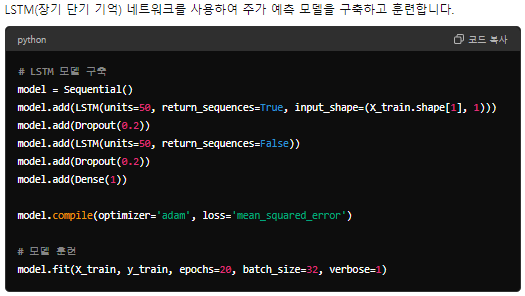 LSTM(장기 단기 기억) 네트워크를 사용하여 주가 예측 모델을 구축하고 훈련합니다.
python
코드 복사
# LSTM 모델 구축
model = Sequential()
model.add(LSTM(units=50, return_sequences=True, input_shape=(X_train.shape[1], 1)))
model.add(Dropout(0.2))
model.add(LSTM(units=50, return_sequences=False))
model.add(Dropout(0.2))
model.add(Dense(1))
model.compile(optimizer='adam', loss='mean_squared_error')
# 모델 훈련
model.fit(X_train, y_train, epochs=20, batch_size=32, verbose=1)